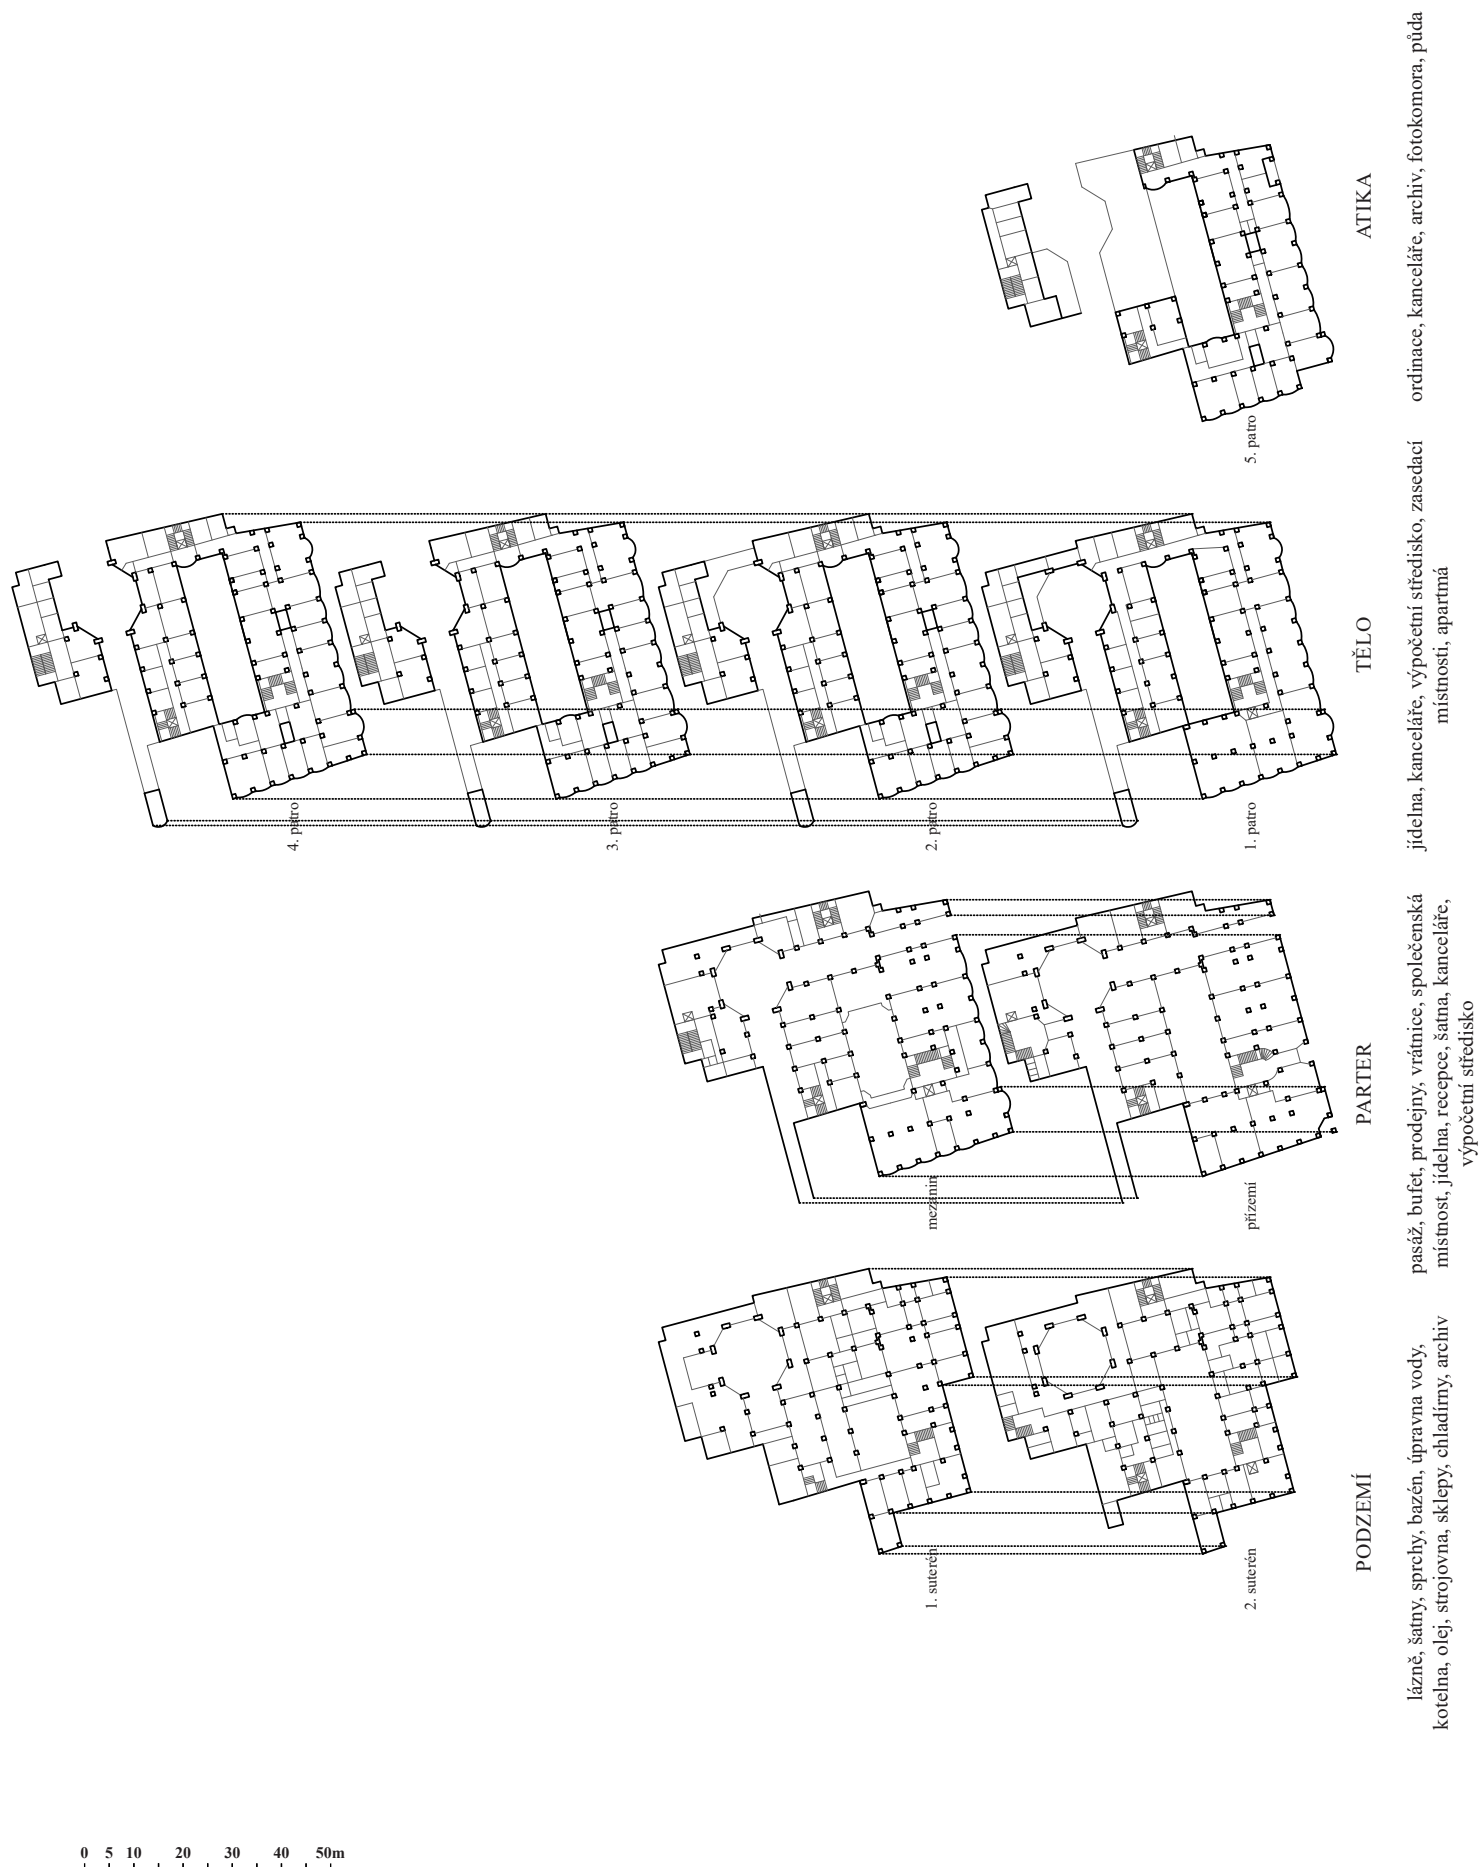 4. patro
3. patro
2. patro
1. patro
5. patro
mezanin
přízemí
1. suterén
2. suterén
PODZEMÍ
lázně, šatny, sprchy, bazén, úpravna vody,
kotelna, olej, strojovna, sklepy, chladírny, archiv
PARTER
pasáž, bufet, prodejny, vrátnice, společenská
místnost, jídelna, recepce, šatna, kanceláře,
výpočetní středisko
TĚLO
jídelna, kanceláře, výpočetní středisko, zasedací
místnosti, apartmá
ATIKA
ordinace, kanceláře, archiv, fotokomora, půda
0 5 10 20 30 40 50m